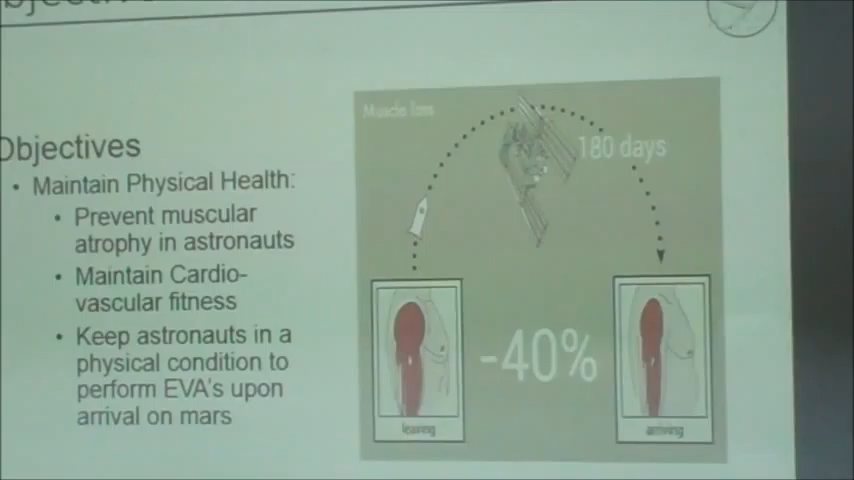 Objectives
• Maintain Physical Health:
• Prevent muscular
atrophy in astronauts
• Maintain Cardio-
vascular fitness
• Keep astronauts in a
physical condition to
perform EVA's upon
arrival on mars
Muscle loss
180 days
-40%
leaving
arriving